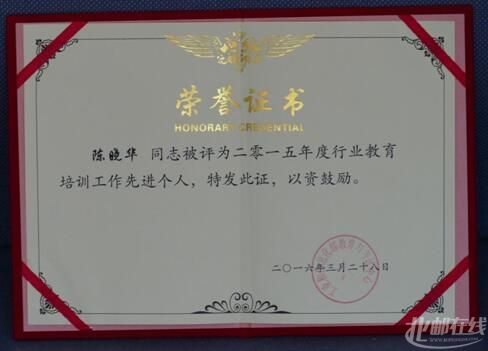 荣誉证书
HONORARY CREDENTIAL
陈晓华 同志被评为二零一五年度行业教育
培训工作先进个人，特发此证，以资鼓励。
二〇一六年三月二十八日
北邮在线